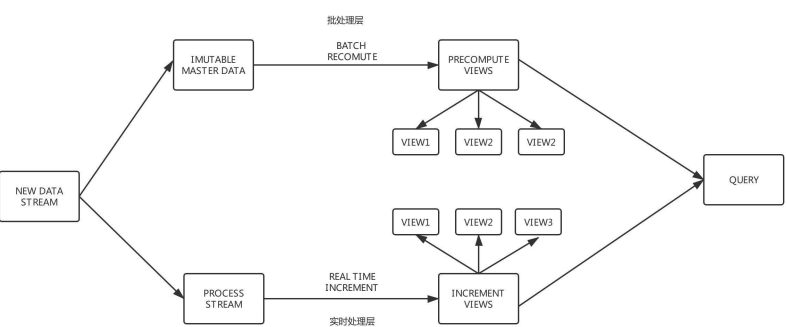 批处理层
BATCH
RECOMUTE
IMUTABLE
MASTER DATA
PRECOMPUTE
VIEWS
VIEW1
VIEW2
VIEW2
NEW DATA
STREAM
QUERY
VIEW1
VIEW2
VIEW3
PROCESS
STREAM
REAL TIME
INCREMENT
INCREMENT
VIEWS
实时处理层